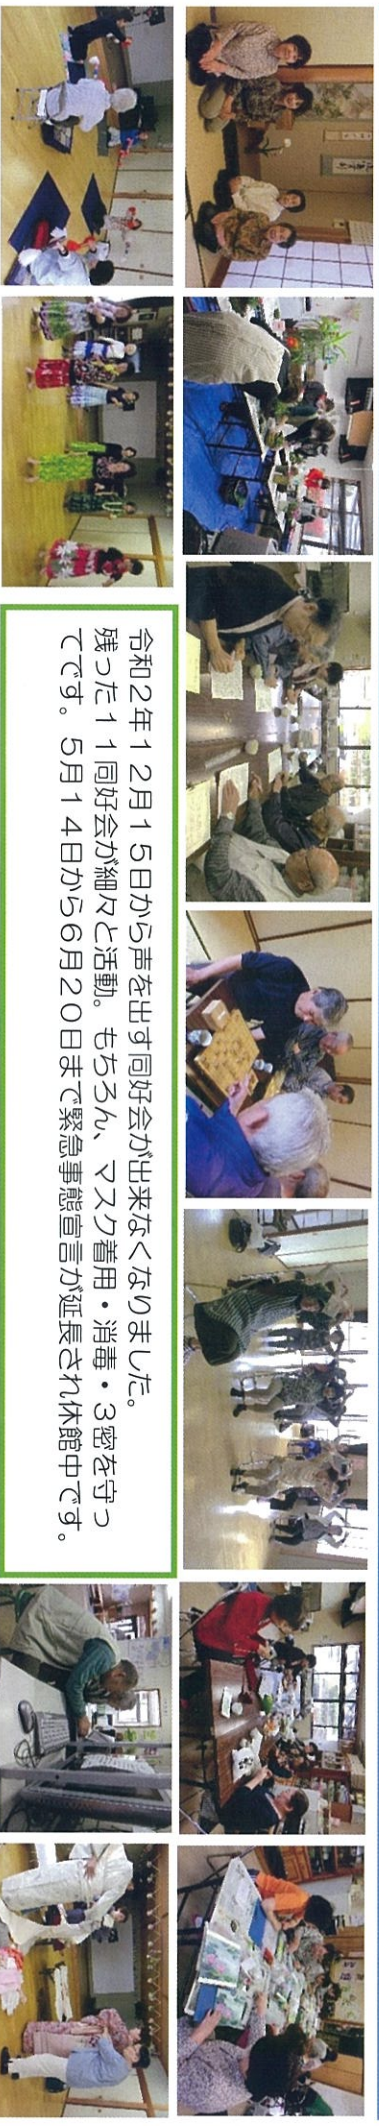 令和２年１２月１５日から声を出す同好会が出来なくなりました。
残った１１同好会が細々と活動。もちろん、マスク着用・消毒・３密を守っ
てです。５月１４日から６月２０日まで緊急事態宣言が延長され休館中です。